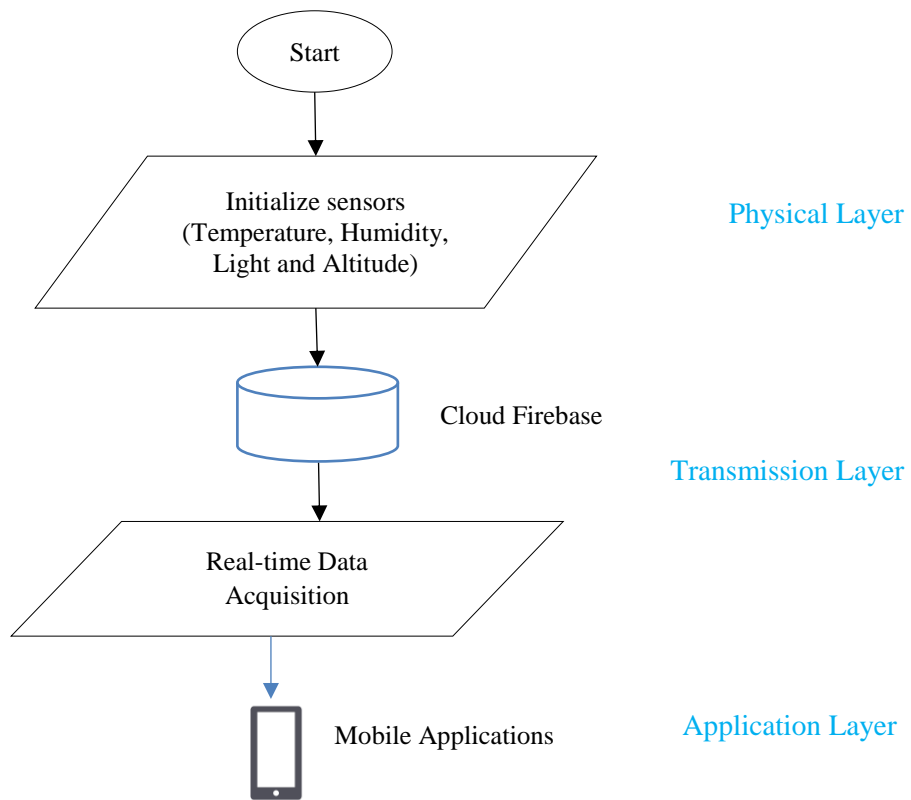 Start
Initialize sensors
(Temperature, Humidity,
Light and Altitude)
Physical Layer
Cloud Firebase
Transmission Layer
Real-time Data
Acquisition
Mobile Applications
Application Layer